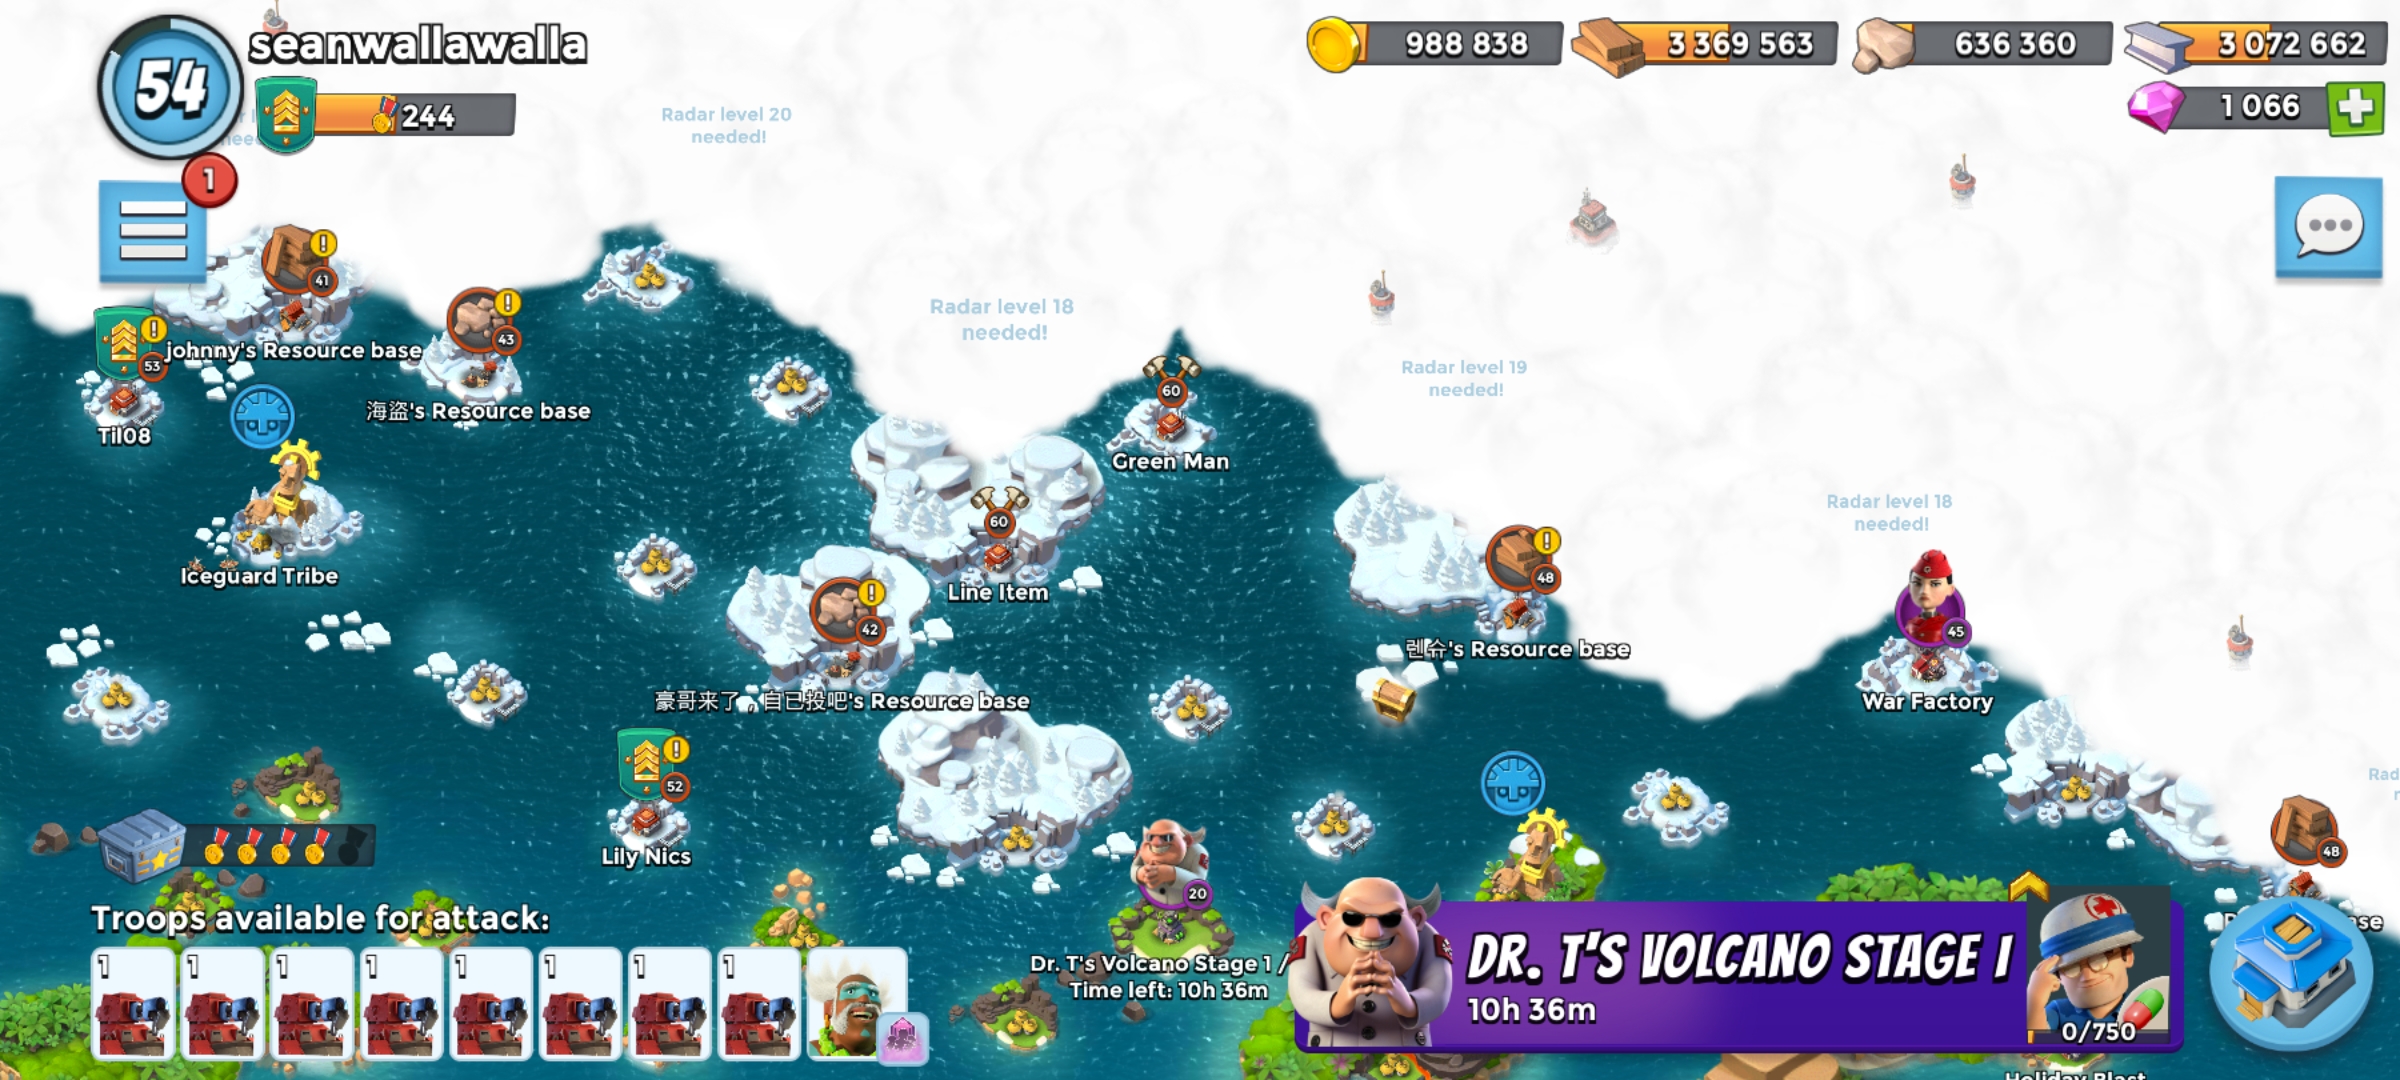 54
seanwallawalla
244
988 838
3 369 563
636 360
3 072 662
1 066
1
Radar level 20
needed!
Radar level 18
needed!
Radar level 19
needed!
Radar level 18
needed!
!
41
johnny's Resource base
!
43
海盜's Resource base
!
53
Til08
60
Green Man
Iceguard Tribe
60
Line Item
!
42
豪哥来了，自已投吧's Resource base
!
48
렌슈's Resource base
45
War Factory
!
52
Lily Nics
20
Dr. T's Volcano Stage 1 /
Time left: 10h 36m
48
Troops available for attack:
1
1
1
1
1
1
1
1
DR. T'S VOLCANO STAGE 1
10h 36m
0/750
Holiday Blast